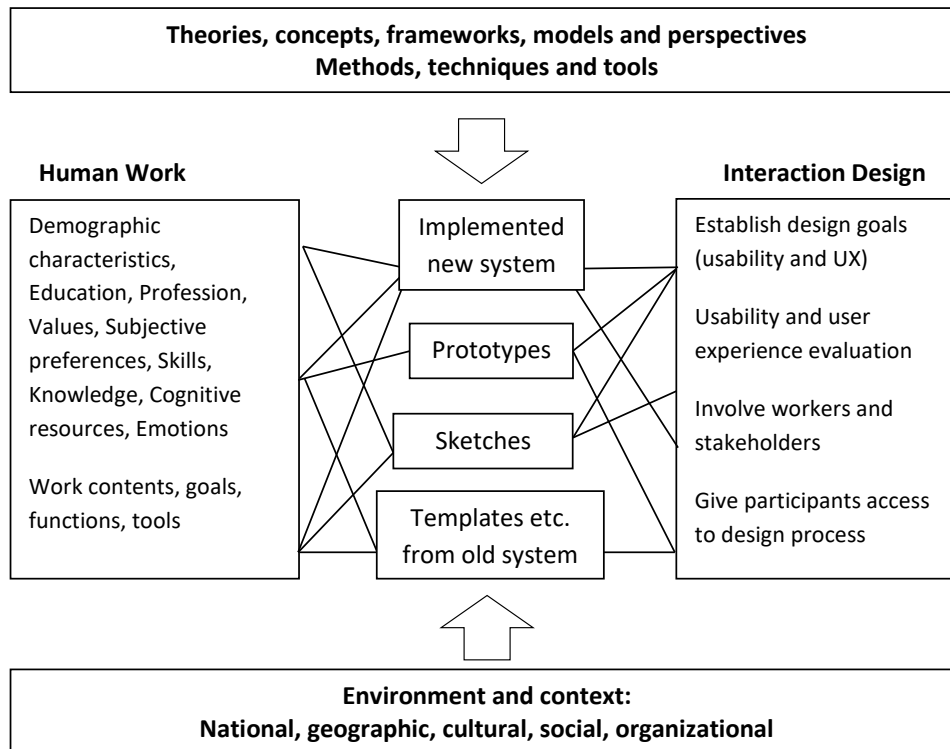 Theories, concepts, frameworks, models and perspectives
Methods, techniques and tools
Human Work
Demographic
characteristics,
Education, Profession,
Values, Subjective
preferences, Skills,
Knowledge, Cognitive
resources, Emotions
Work contents, goals,
functions, tools
Implemented
new system
Prototypes
Sketches
Templates etc.
from old system
Interaction Design
Establish design goals
(usability and UX)
Usability and user
experience evaluation
Involve workers and
stakeholders
Give participants access
to design process
Environment and context:
National, geographic, cultural, social, organizational